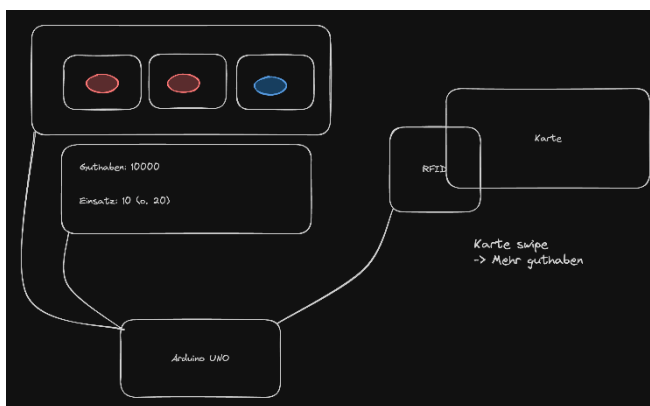 Guthaben: 10000
Einsatz: 10 (o. 20)
RFID
Karte
Karte swipe
-> Mehr guthaben
Arduino UNO